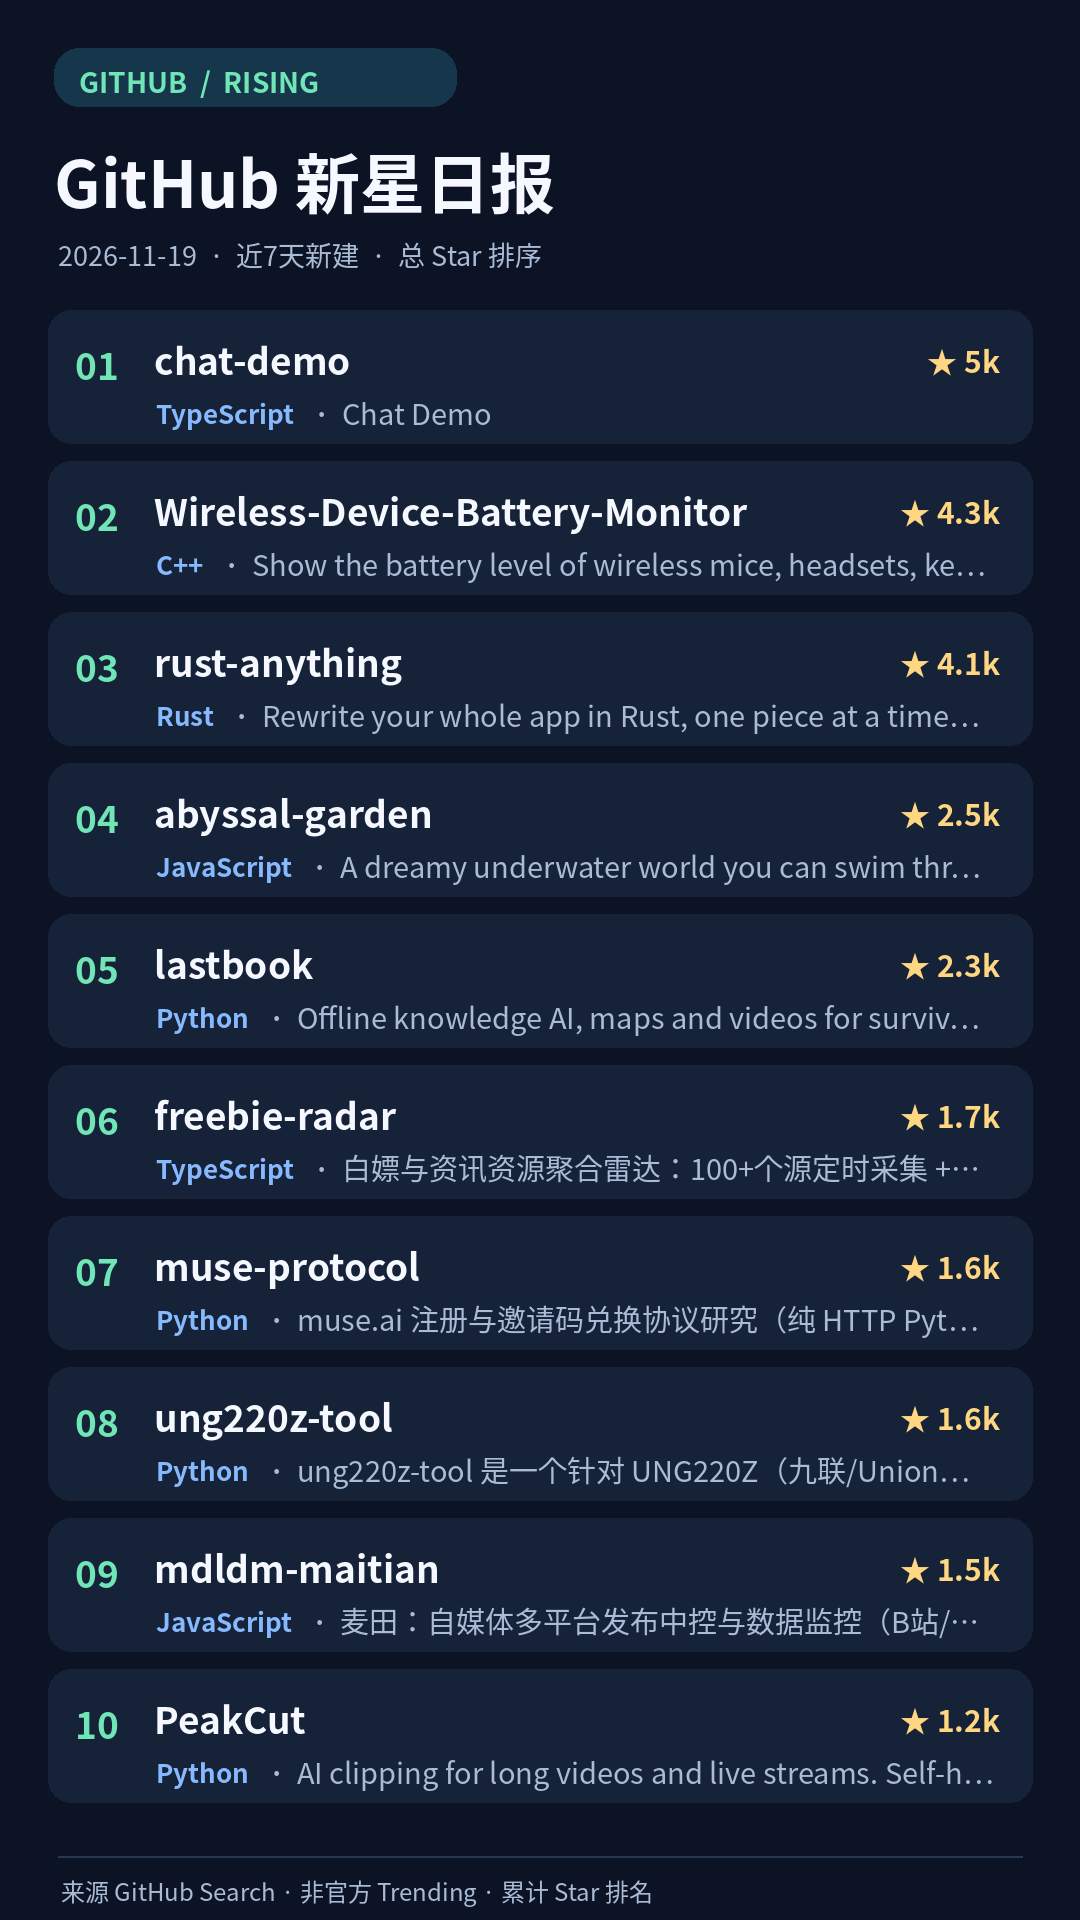 GITHUB / RISING
GitHub 新星日报
2026-11-19 · 近7天新建 · 总 Star 排序
01 chat-demo ★ 5k
TypeScript · Chat Demo
02 Wireless-Device-Battery-Monitor ★ 4.3k
C++ · Show the battery level of wireless mice, headsets, ke…
03 rust-anything ★ 4.1k
Rust · Rewrite your whole app in Rust, one piece at a time…
04 abyssal-garden ★ 2.5k
JavaScript · A dreamy underwater world you can swim thr…
05 lastbook ★ 2.3k
Python · Offline knowledge AI, maps and videos for surviv…
06 freebie-radar ★ 1.7k
TypeScript · 白嫖与资讯资源聚合雷达：100+个源定时采集 +…
07 muse-protocol ★ 1.6k
Python · muse.ai 注册与邀请码兑换协议研究（纯 HTTP Pyt…
08 ung220z-tool ★ 1.6k
Python · ung220z-tool 是一个针对 UNG220Z（九联/Union…
09 mdldm-maitian ★ 1.5k
JavaScript · 麦田：自媒体多平台发布中控与数据监控（B站/…
10 PeakCut ★ 1.2k
Python · AI clipping for long videos and live streams. Self-h…
来源 GitHub Search · 非官方 Trending · 累计 Star 排名